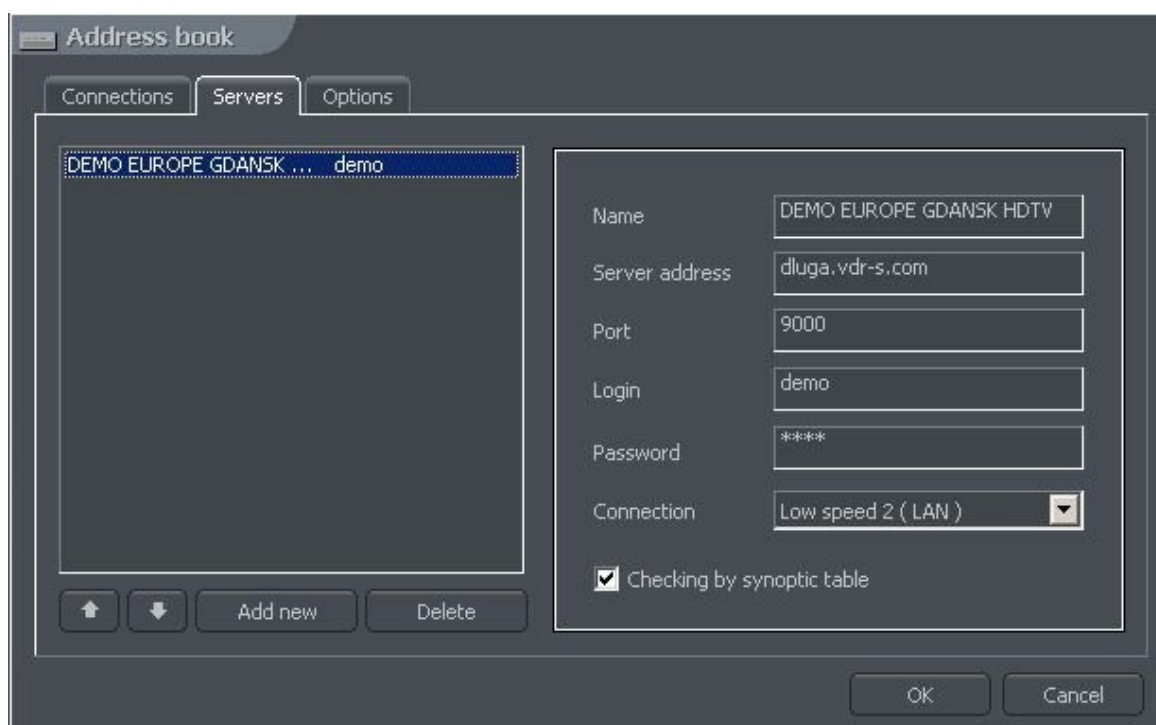 Address book
Connections Servers Options
DEMO EUROPE GDANSK ... demo
Name DEMO EUROPE GDANSK HDTV
Server address dluga.vdr-s.com
Port 9000
Login demo
Password ****
Connection Low speed 2 ( LAN )
Checking by synoptic table
Add new Delete
OK Cancel